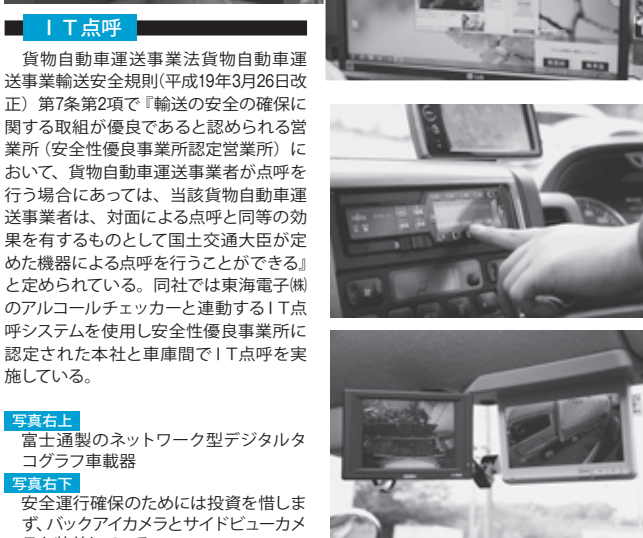 ＩＴ点呼
貨物自動車運送事業法貨物自動車運
送事業輸送安全規則(平成19年3月26日改
正）第7条第2項で『輸送の安全の確保に
関する取組が優良であると認められる営
業所（安全性優良事業所認定営業所）に
おいて、貨物自動車運送事業者が点呼を
行う場合にあっては、当該貨物自動車運
送事業者は、対面による点呼と同等の効
果を有するものとして国土交通大臣が定
めた機器による点呼を行うことができる』
と定められている。同社では東海電子㈱
のアルコールチェッカーと連動するＩＴ点
呼システムを使用し安全性優良事業所に
認定された本社と車庫間でＩＴ点呼を実
施している。
写真右上
富士通製のネットワーク型デジタルタ
コグラフ車載器
写真右下
安全運行確保のためには投資を惜しま
ず、バックアイカメラとサイドビューカメ